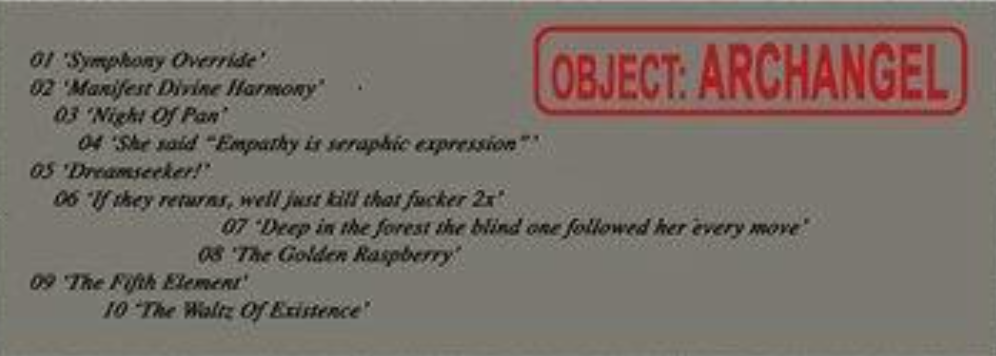 OBJECT: ARCHANGEL
01 'Symphony Override'
02 'Manifest Divine Harmony'
03 'Night Of Pan'
04 'She said "Empathy is seraphic expression"'
05 'Dreamseeker!'
06 'If they returns, well just kill that fucker 2x'
07 'Deep in the forest the blind one followed her every move'
08 'The Golden Raspberry'
09 'The Fifth Element'
10 'The Waltz Of Existence'